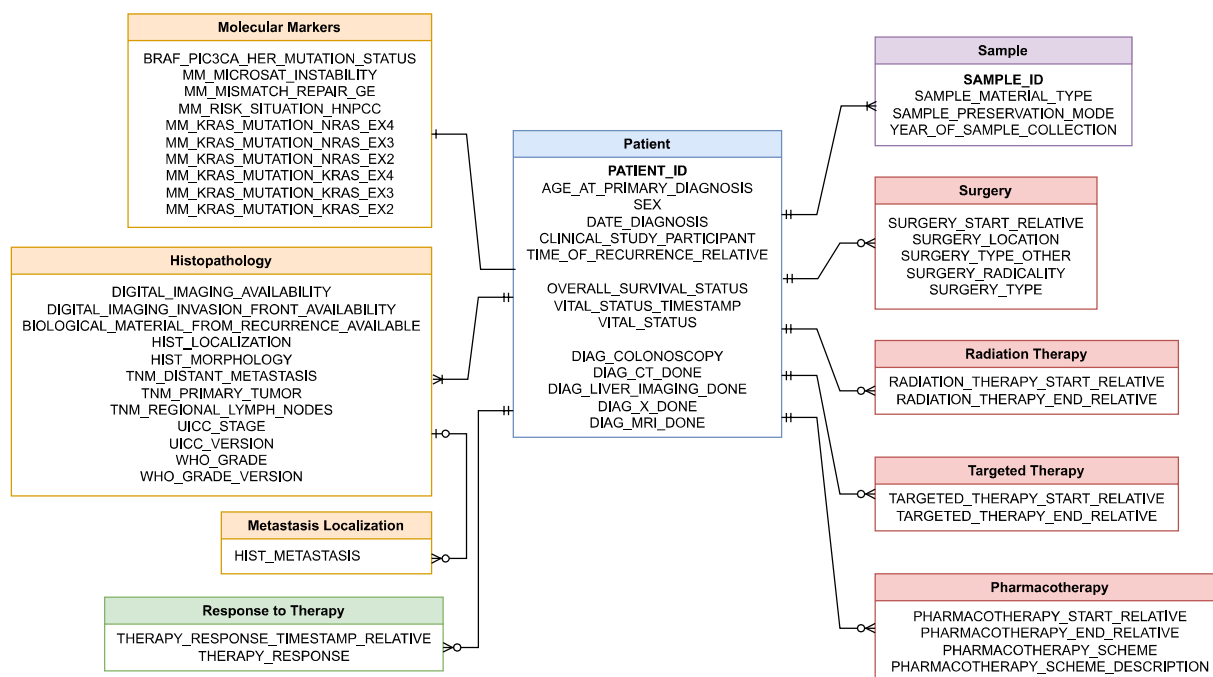 Molecular Markers
BRAF_PIC3CA_HER_MUTATION_STATUS
MM_MICROSAT_INSTABILITY
MM_MISMATCH_REPAIR_GE
MM_RISK_SITUATION_HNPCC
MM_KRAS_MUTATION_NRAS_EX4
MM_KRAS_MUTATION_NRAS_EX3
MM_KRAS_MUTATION_NRAS_EX2
MM_KRAS_MUTATION_KRAS_EX4
MM_KRAS_MUTATION_KRAS_EX3
MM_KRAS_MUTATION_KRAS_EX2
Histopathology
DIGITAL_IMAGING_AVAILABILITY
DIGITAL_IMAGING_INVASION_FRONT_AVAILABILITY
BIOLOGICAL_MATERIAL_FROM_RECURRENCE_AVAILABLE
HIST_LOCALIZATION
HIST_MORPHOLOGY
TNM_DISTANT_METASTASIS
TNM_PRIMARY_TUMOR
TNM_REGIONAL_LYMPH_NODES
UICC_STAGE
UICC_VERSION
WHO_GRADE
WHO_GRADE_VERSION
Metastasis Localization
HIST_METASTASIS
Response to Therapy
THERAPY_RESPONSE_TIMESTAMP_RELATIVE
THERAPY_RESPONSE
Patient
PATIENT_ID
AGE_AT_PRIMARY_DIAGNOSIS
SEX
DATE_DIAGNOSIS
CLINICAL_STUDY_PARTICIPANT
TIME_OF_RECURRENCE_RELATIVE
OVERALL_SURVIVAL_STATUS
VITAL_STATUS_TIMESTAMP
VITAL_STATUS
DIAG_COLONOSCOPY
DIAG_CT_DONE
DIAG_LIVER_IMAGING_DONE
DIAG_X_DONE
DIAG_MRI_DONE
Sample
SAMPLE_ID
SAMPLE_MATERIAL_TYPE
SAMPLE_PRESERVATION_MODE
YEAR_OF_SAMPLE_COLLECTION
Surgery
SURGERY_START_RELATIVE
SURGERY_LOCATION
SURGERY_TYPE_OTHER
SURGERY_RADICALITY
SURGERY_TYPE
Radiation Therapy
RADIATION_THERAPY_START_RELATIVE
RADIATION_THERAPY_END_RELATIVE
Targeted Therapy
TARGETED_THERAPY_START_RELATIVE
TARGETED_THERAPY_END_RELATIVE
Pharmacotherapy
PHARMACOTHERAPY_START_RELATIVE
PHARMACOTHERAPY_END_RELATIVE
PHARMACOTHERAPY_SCHEME
PHARMACOTHERAPY_SCHEME_DESCRIPTION